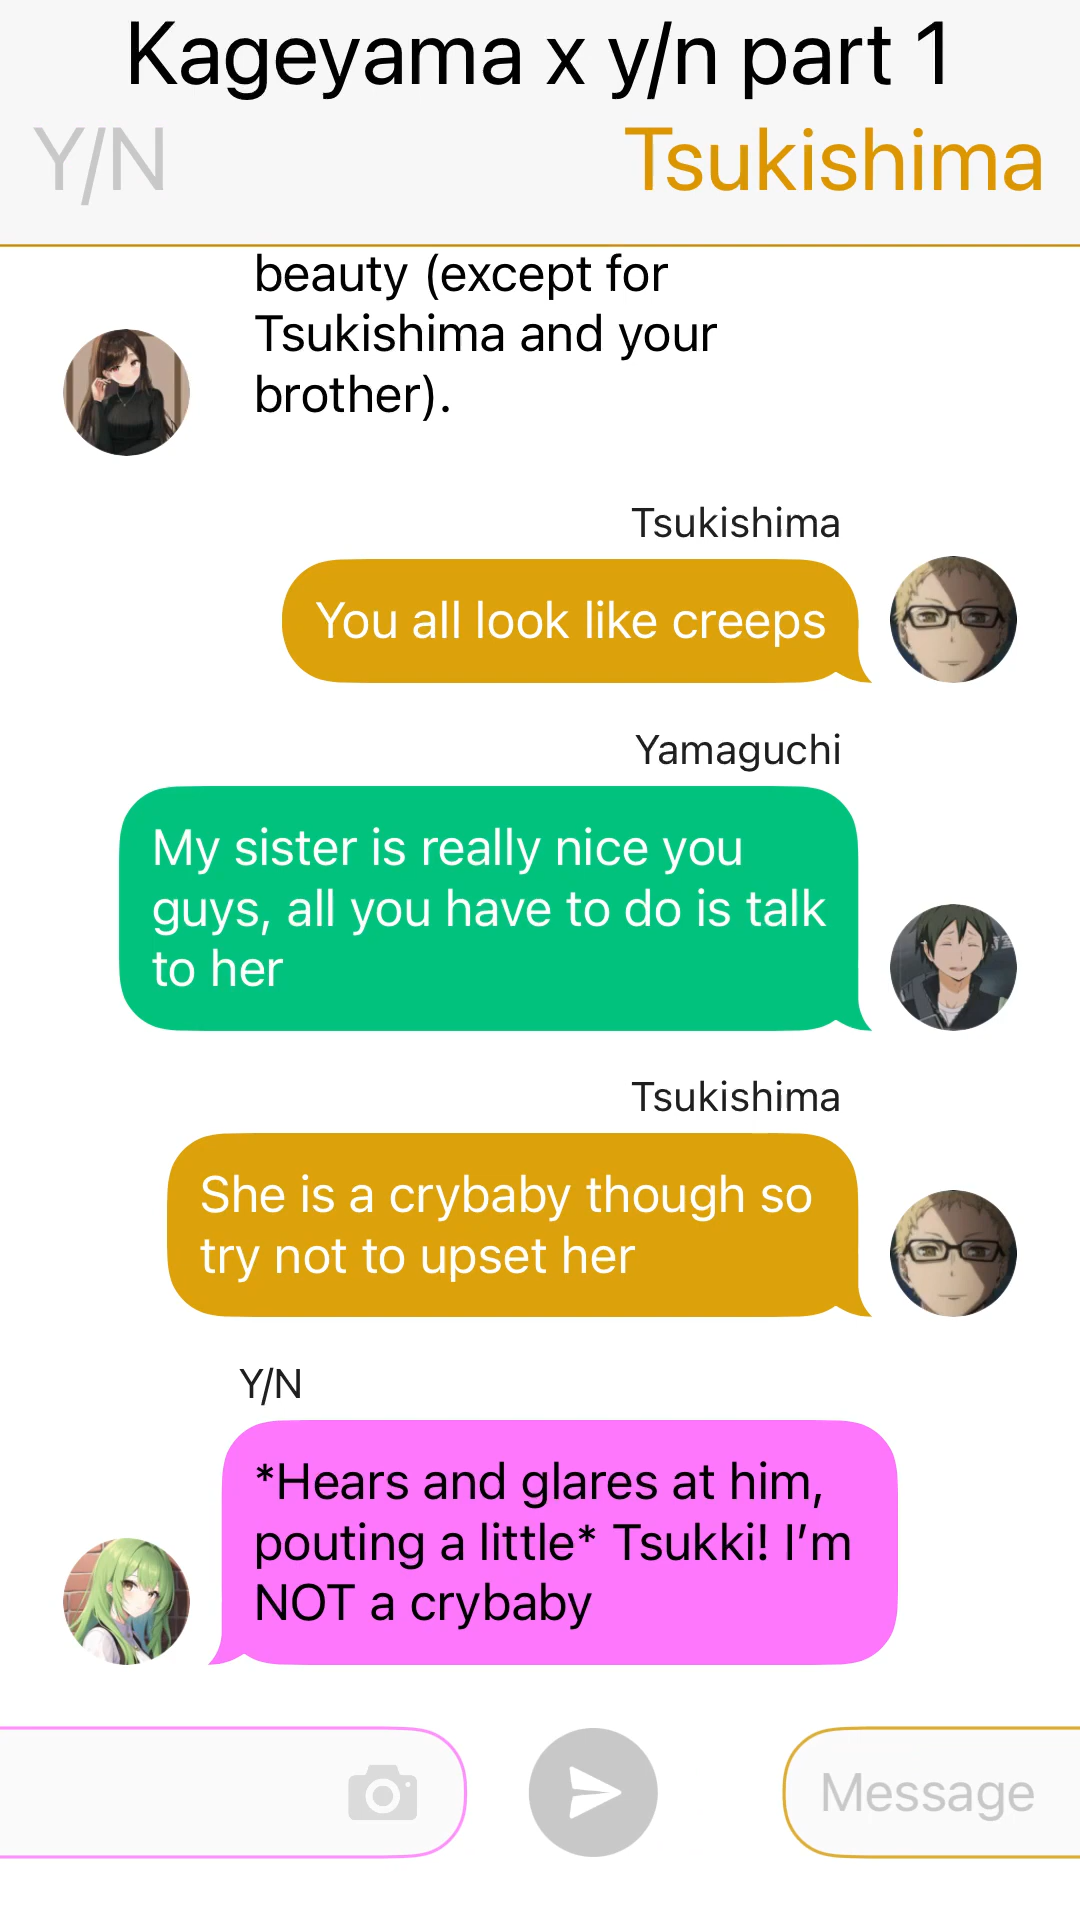 Kageyama x y/n part 1
Y/N
Tsukishima
beauty (except for
Tsukishima and your
brother).
Tsukishima
You all look like creeps
Yamaguchi
My sister is really nice you
guys, all you have to do is talk
to her
Tsukishima
She is a crybaby though so
try not to upset her
Y/N
*Hears and glares at him,
pouting a little* Tsukki! I’m
NOT a crybaby
Message